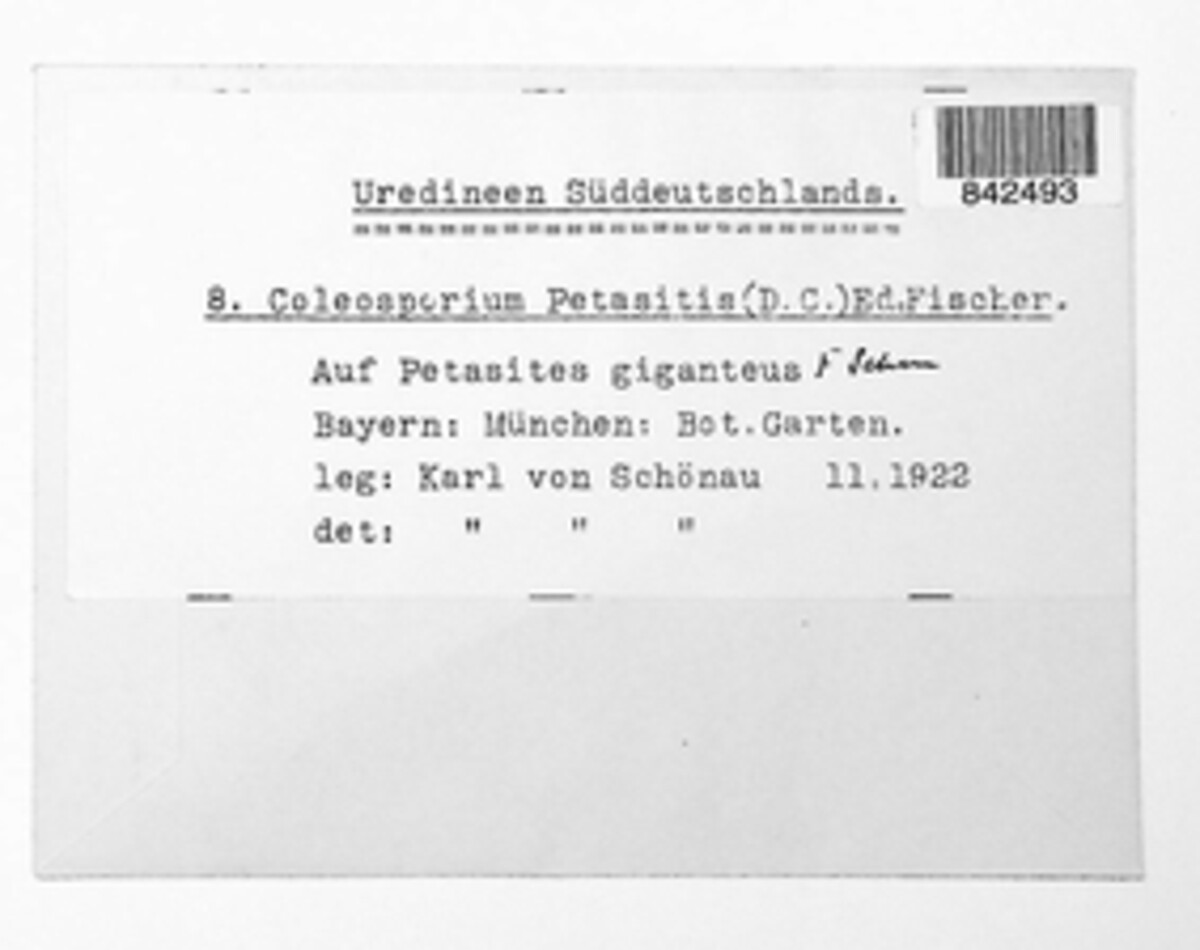 842493
Uredineen Süddeutschlands.
8. Coleosporium Petasitis(D.C.)Ed.Fischer.
Auf Petasites giganteus F Schum
Bayern: München: Bot.Garten.
leg: Karl von Schönau 11.1922
det: " " "